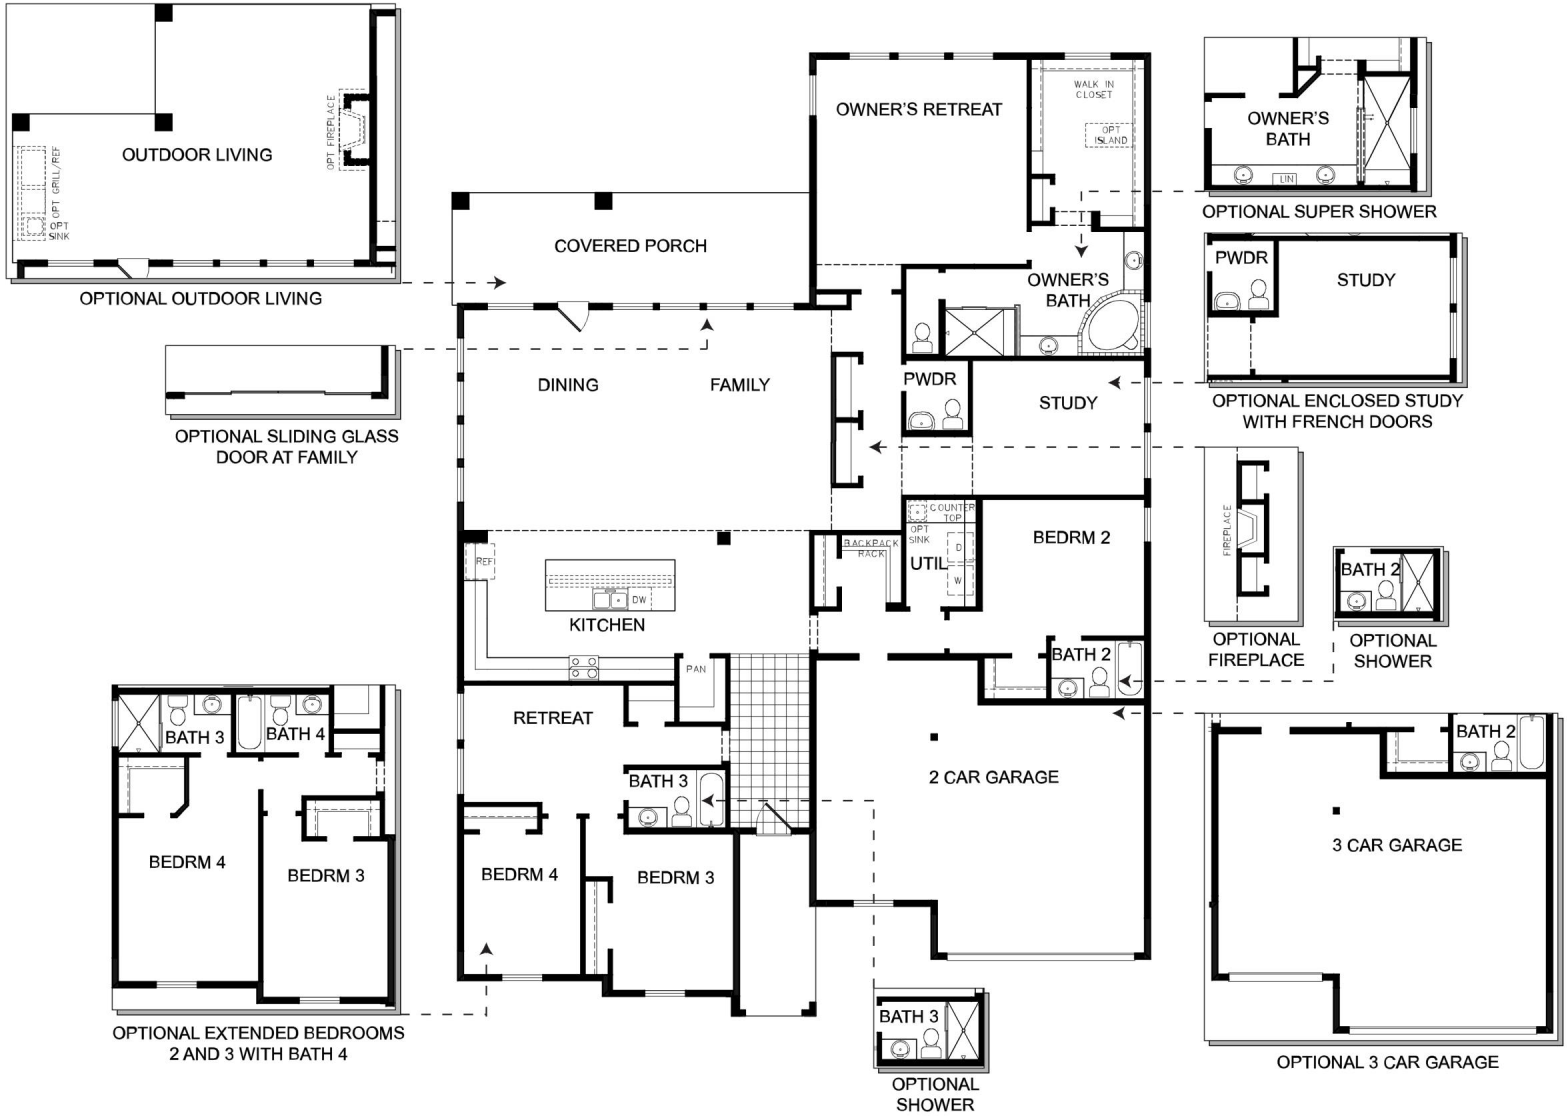 OUTDOOR LIVING
OPT FIREPLACE
OPT GRILL/REF
OPT
SINK
OPTIONAL OUTDOOR LIVING
OPTIONAL SLIDING GLASS
DOOR AT FAMILY
COVERED PORCH
OWNER'S RETREAT
WALK IN
CLOSET
OPT
ISLAND
OWNER'S
BATH
OWNER'S
BATH
LIN
OPTIONAL SUPER SHOWER
PWDR
STUDY
OPTIONAL ENCLOSED STUDY
WITH FRENCH DOORS
DINING
FAMILY
PWDR
STUDY
COUNTER
TOP
OPT
SINK
D
W
UTIL
BACKPACK
RACK
BEDRM 2
FIREPLACE
OPTIONAL
FIREPLACE
BATH 2
OPTIONAL
SHOWER
REF
DW
KITCHEN
PAN
BATH 2
RETREAT
BATH 3
2 CAR GARAGE
BEDRM 4
BEDRM 3
BATH 3
BATH 4
BEDRM 4
BEDRM 3
OPTIONAL EXTENDED BEDROOMS
2 AND 3 WITH BATH 4
BATH 3
OPTIONAL
SHOWER
BATH 2
3 CAR GARAGE
OPTIONAL 3 CAR GARAGE